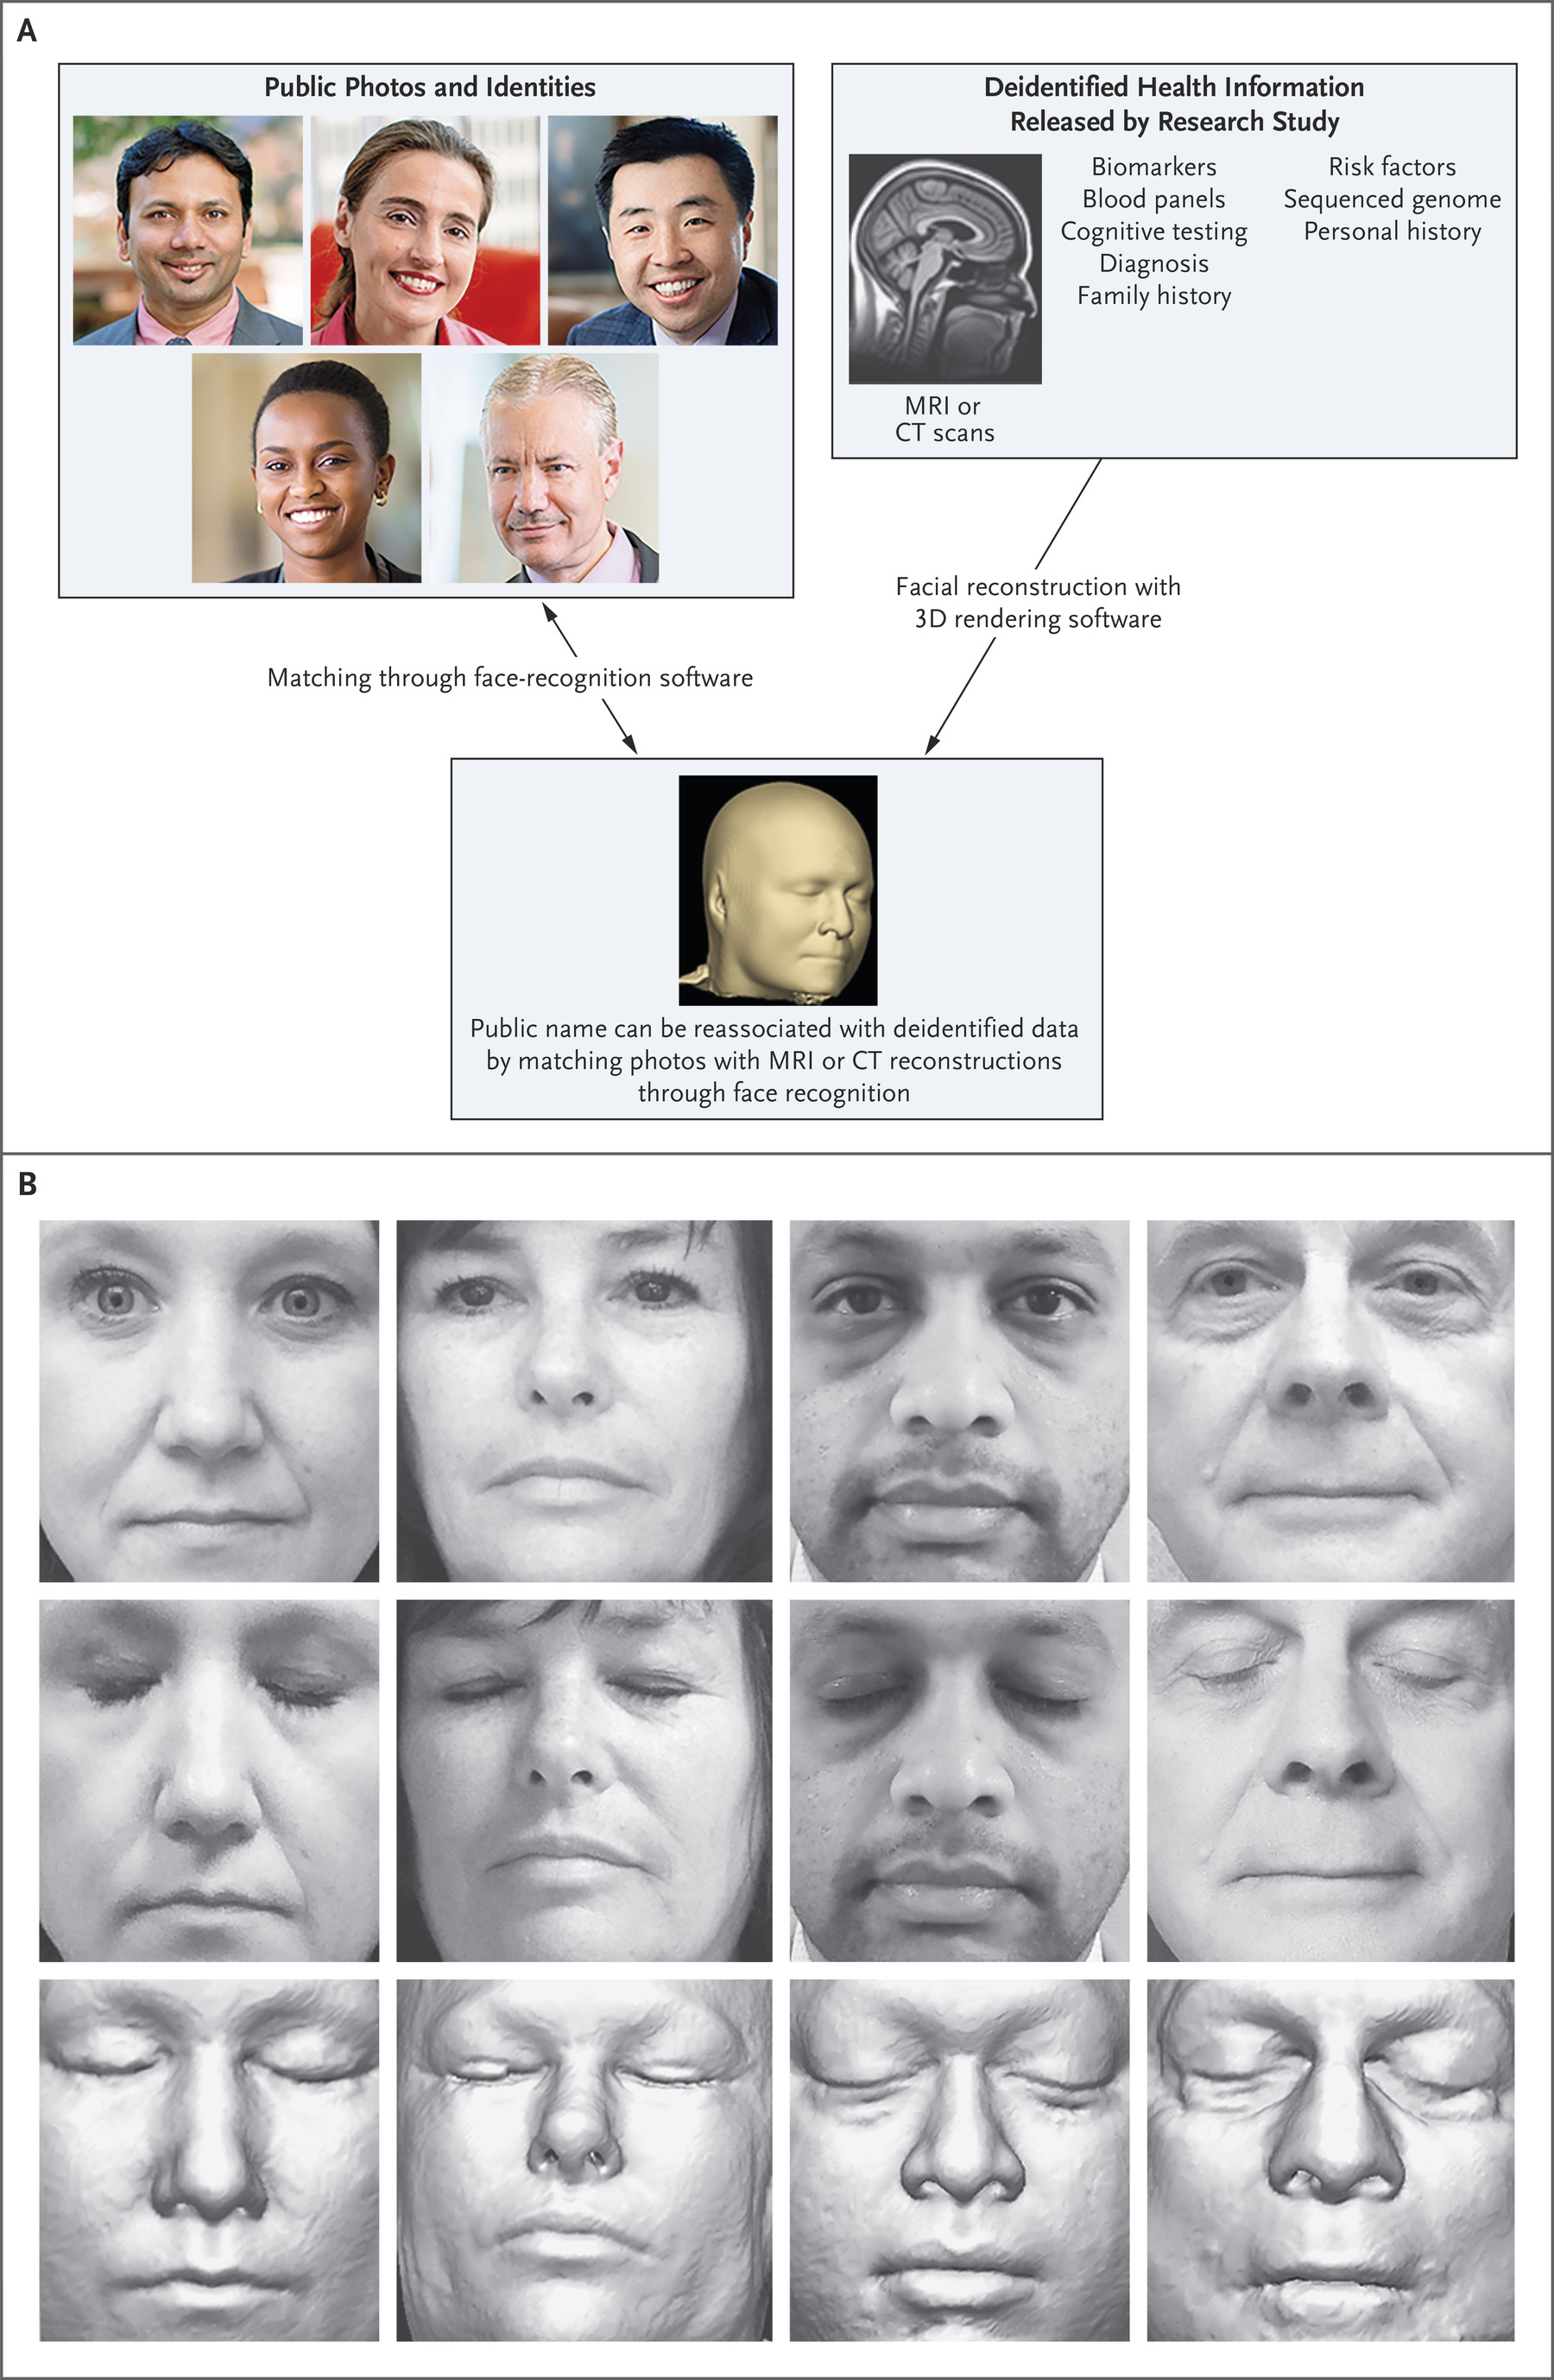 A
Public Photos and Identities
Deidentified Health Information
Released by Research Study
MRI or
CT scans
Biomarkers
Blood panels
Cognitive testing
Diagnosis
Family history
Risk factors
Sequenced genome
Personal history
Facial reconstruction with
3D rendering software
Matching through face-recognition software
Public name can be reassociated with deidentified data
by matching photos with MRI or CT reconstructions
through face recognition
B